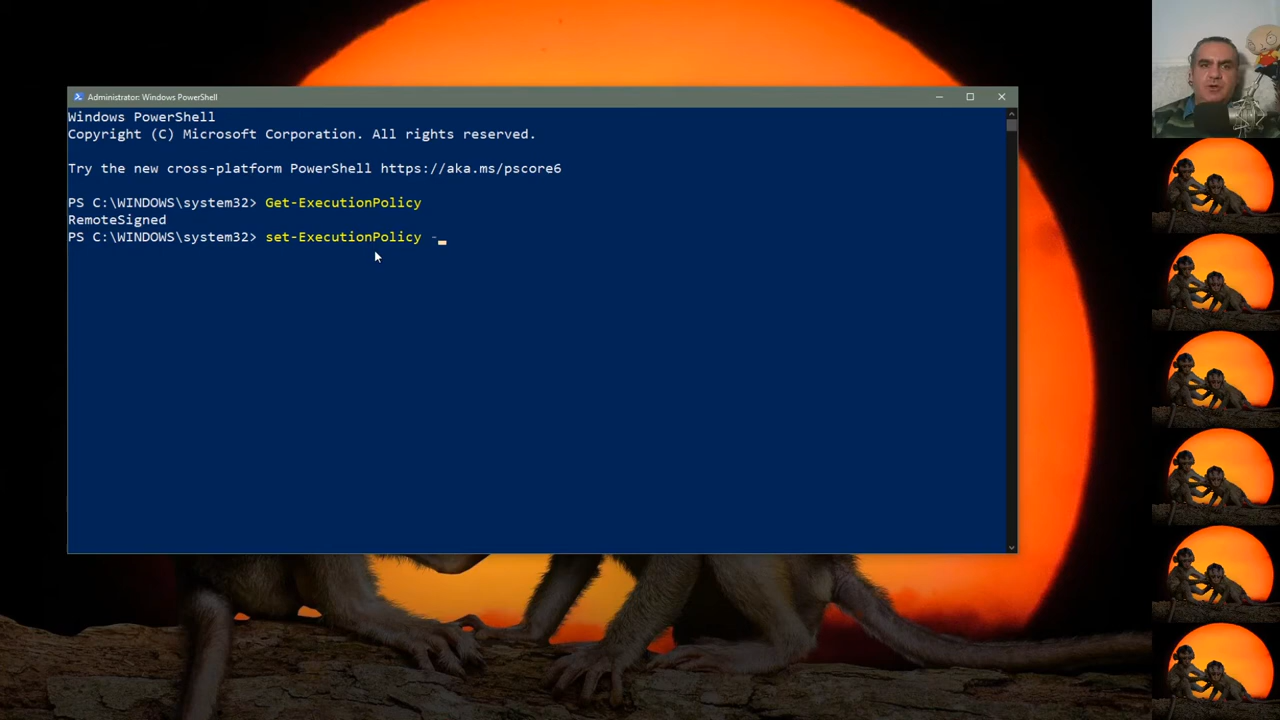 Administrator: Windows PowerShell
Windows PowerShell
Copyright (C) Microsoft Corporation. All rights reserved.
Try the new cross-platform PowerShell https://aka.ms/pscore6
PS C:\WINDOWS\system32> Get-ExecutionPolicy
RemoteSigned
PS C:\WINDOWS\system32> set-ExecutionPolicy -